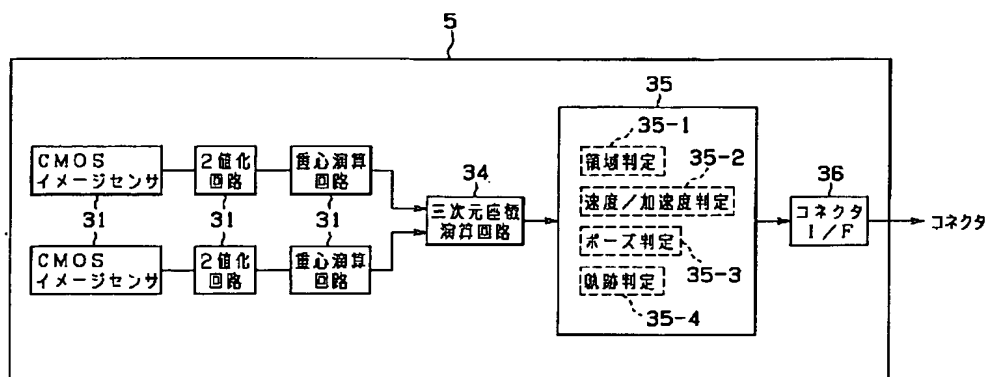 5
35
35-1
領域判定
35-2
速度/加速度判定
ポーズ判定
35-3
軌跡判定
35-4
CMOS
イメージセンサ
2値化
回路
重心演算
回路
31
31
31
CMOS
イメージセンサ
2値化
回路
重心演算
回路
34
三次元座標
演算回路
36
コネクタ
I/F
コネクタ